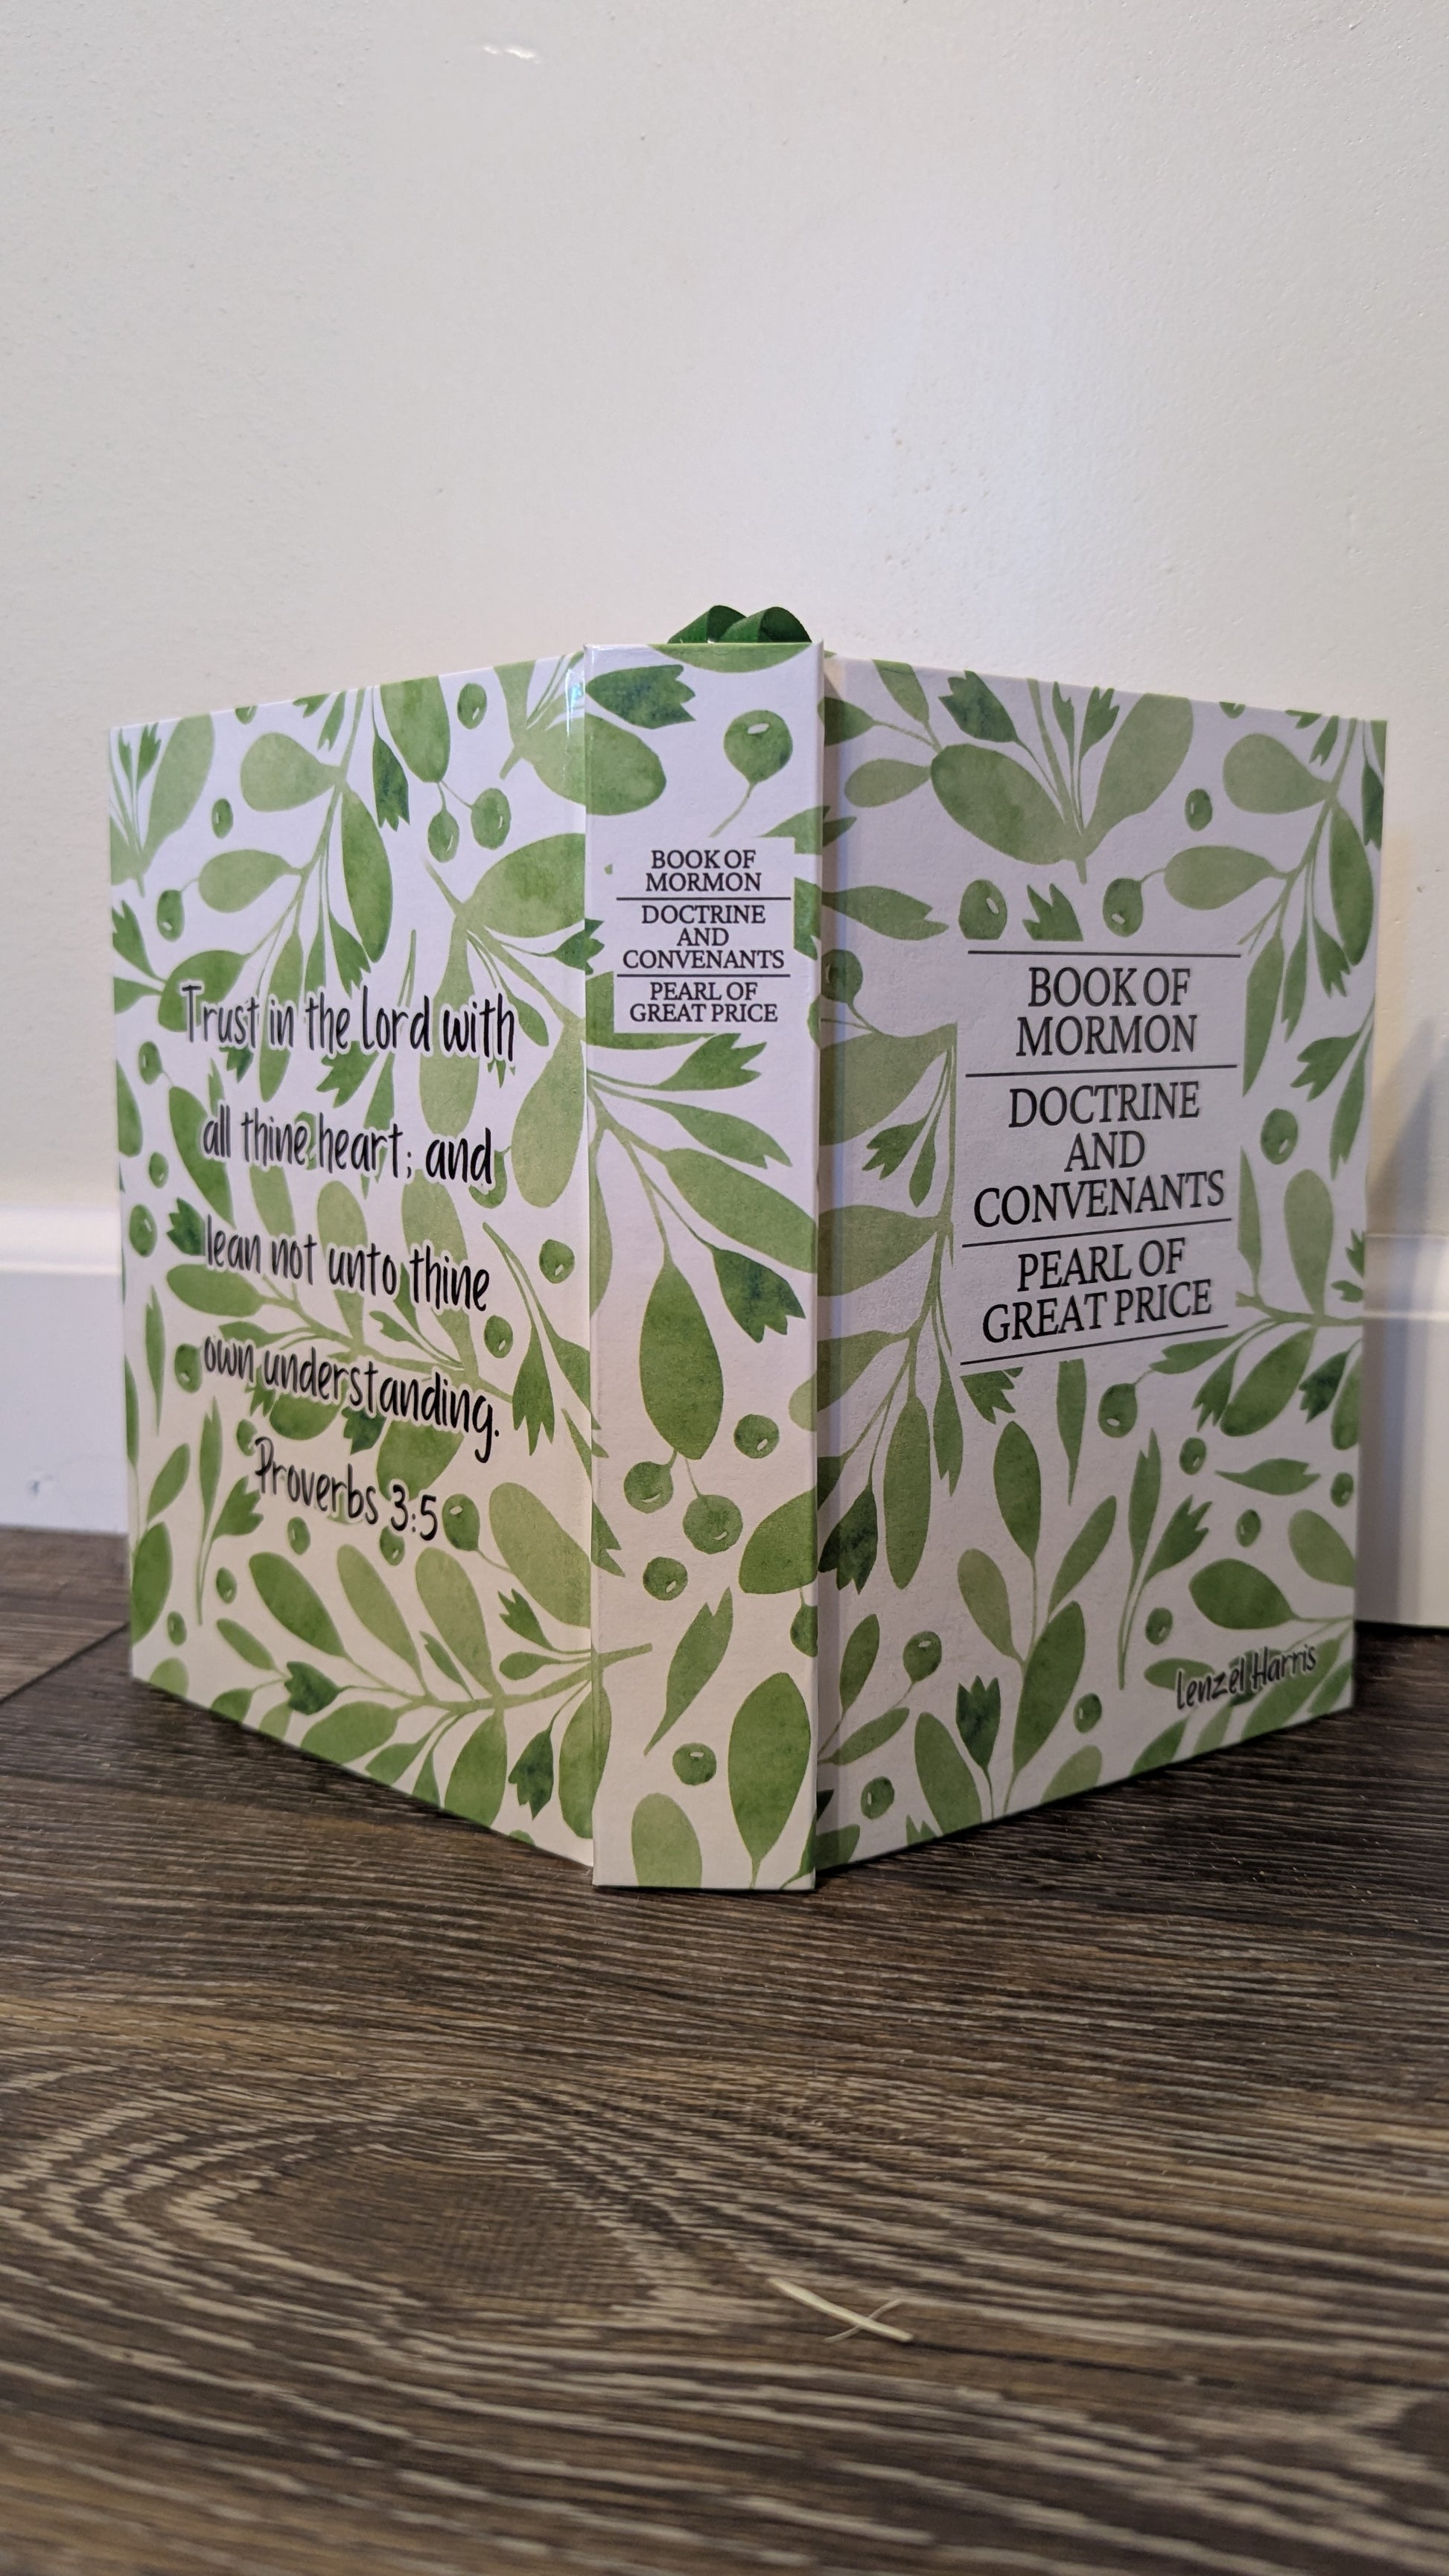 Trust in the Lord with
all thine heart; and
lean not unto thine
own understanding.
Proverbs 3:5
BOOK OF
MORMON
DOCTRINE
AND
CONVENANTS
PEARL OF
GREAT PRICE
BOOK OF
MORMON
DOCTRINE
AND
CONVENANTS
PEARL OF
GREAT PRICE
Lenzel Harris